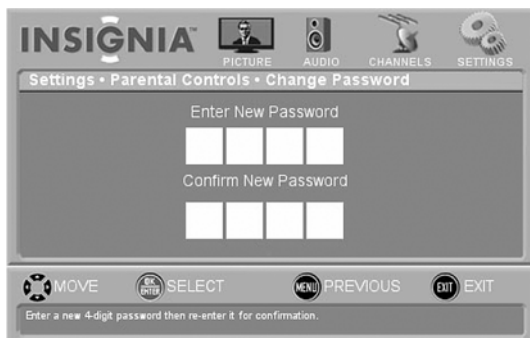 INSIGNIA™
PICTURE AUDIO CHANNELS SETTINGS
Settings • Parental Controls • Change Password
Enter New Password
Confirm New Password
MOVE OK ENTER SELECT MENU PREVIOUS EXIT EXIT
Enter a new 4-digit password then re-enter it for confirmation.